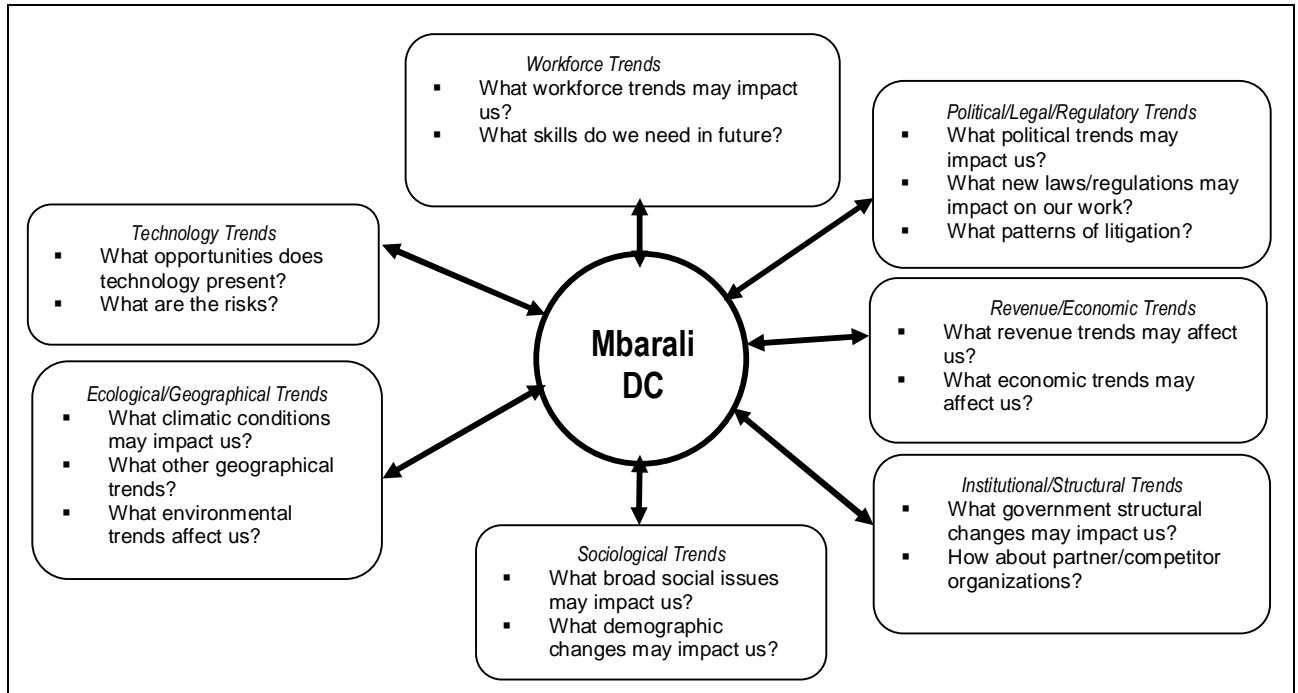 Workforce Trends
▪ What workforce trends may impact
us?
▪ What skills do we need in future?
Political/Legal/Regulatory Trends
▪ What political trends may
impact us?
▪ What new laws/regulations may
impact on our work?
▪ What patterns of litigation?
Technology Trends
▪ What opportunities does
technology present?
▪ What are the risks?
Mbarali
DC
Revenue/Economic Trends
▪ What revenue trends may affect
us?
▪ What economic trends may
affect us?
Ecological/Geographical Trends
▪ What climatic conditions
may impact us?
▪ What other geographical
trends?
▪ What environmental
trends affect us?
Institutional/Structural Trends
▪ What government structural
changes may impact us?
▪ How about partner/competitor
organizations?
Sociological Trends
▪ What broad social issues
may impact us?
▪ What demographic
changes may impact us?